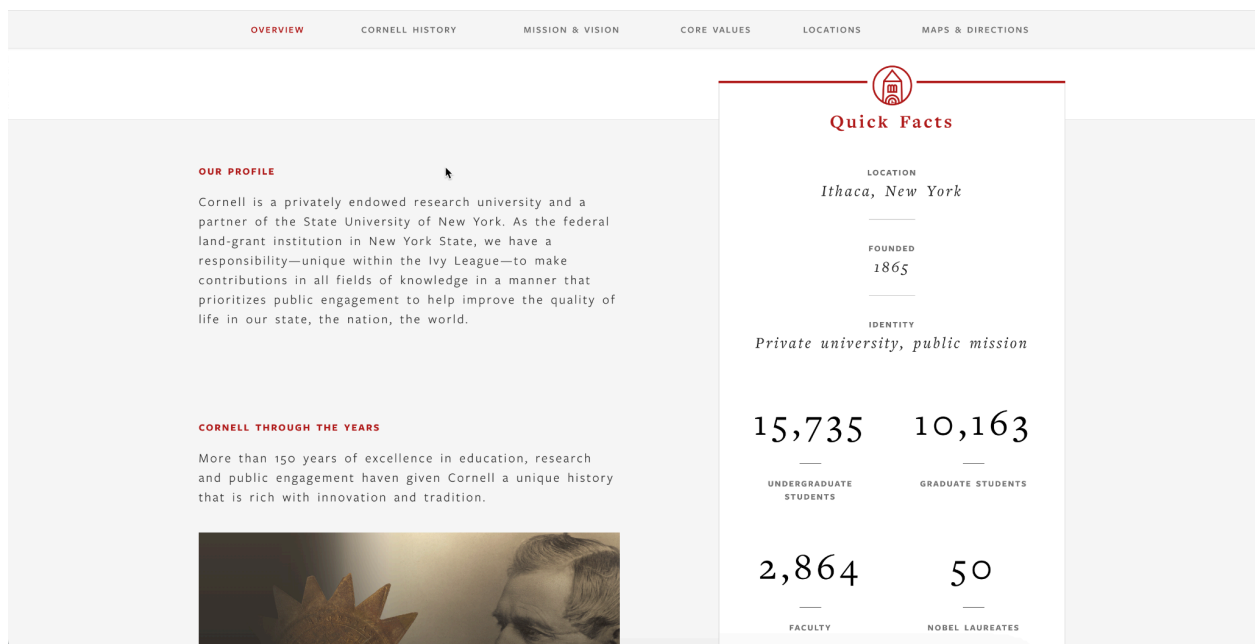 OVERVIEW
CORNELL HISTORY
MISSION & VISION
CORE VALUES
LOCATIONS
MAPS & DIRECTIONS
OUR PROFILE
Cornell is a privately endowed research university and a
partner of the State University of New York. As the federal
land-grant institution in New York State, we have a
responsibility—unique within the Ivy League—to make
contributions in all fields of knowledge in a manner that
prioritizes public engagement to help improve the quality of
life in our state, the nation, the world.
CORNELL THROUGH THE YEARS
More than 150 years of excellence in education, research
and public engagement haven given Cornell a unique history
that is rich with innovation and tradition.
Quick Facts
LOCATION
Ithaca, New York
FOUNDED
1865
IDENTITY
Private university, public mission
15,735
UNDERGRADUATE
STUDENTS
10,163
GRADUATE STUDENTS
2,864
FACULTY
50
NOBEL LAUREATES